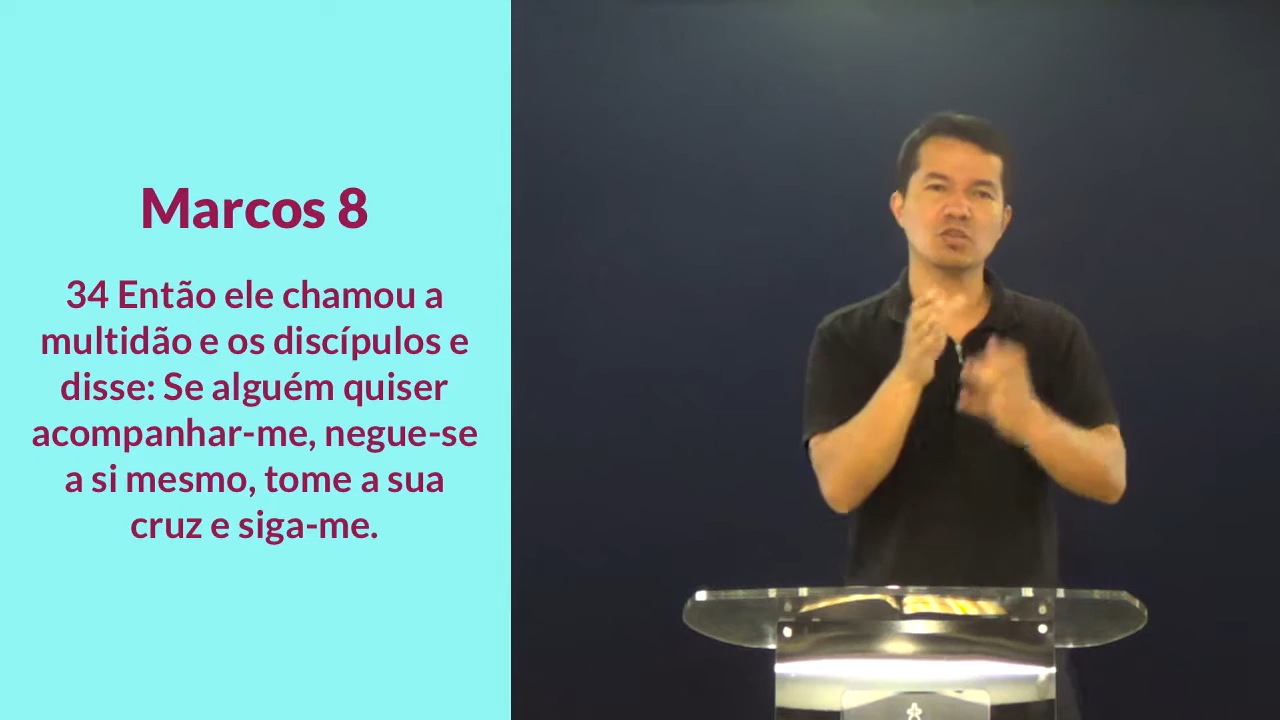 Marcos 8
34 Então ele chamou a
multidão e os discípulos e
disse: Se alguém quiser
acompanhar-me, negue-se
a si mesmo, tome a sua
cruz e siga-me.